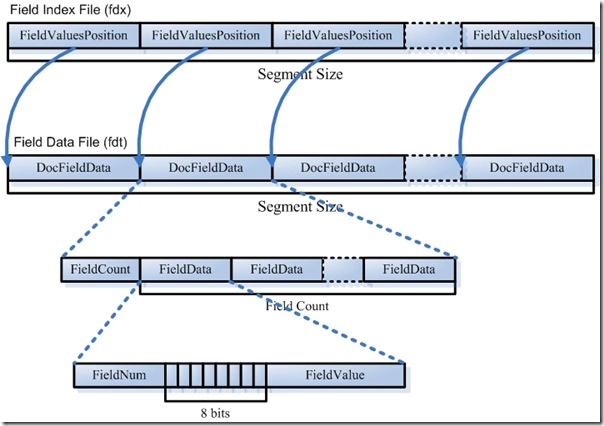 Field Index File (fdx)
FieldValuesPosition FieldValuesPosition FieldValuesPosition FieldValuesPosition
Segment Size
Field Data File (fdt)
DocFieldData DocFieldData DocFieldData DocFieldData
Segment Size
FieldCount FieldData FieldData FieldData
Field Count
FieldNum FieldValue
8 bits